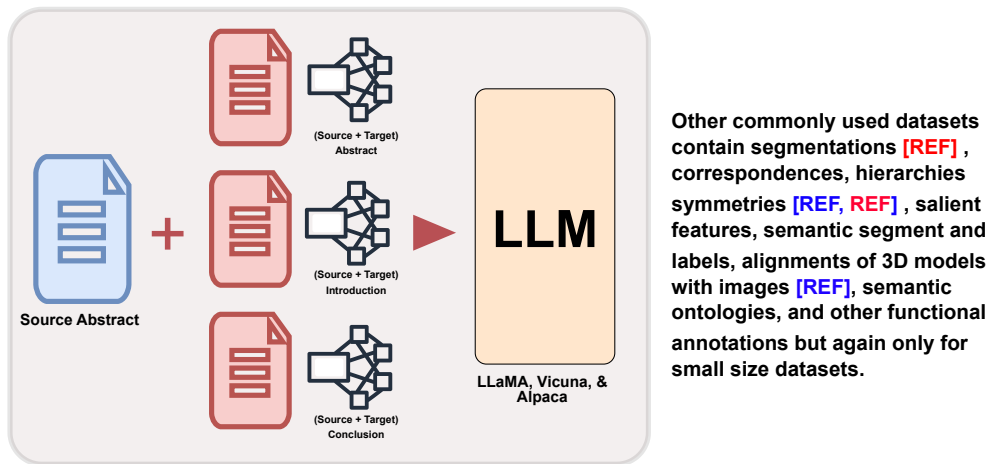 (Source + Target)
Abstract
(Source + Target)
Introduction
(Source + Target)
Conclusion
Source Abstract
+
LLM
LLaMA, Vicuna, &
Alpaca
Other commonly used datasets
contain segmentations [REF] ,
correspondences, hierarchies
symmetries [REF, REF] , salient
features, semantic segment and
labels, alignments of 3D models
with images [REF], semantic
ontologies, and other functional
annotations but again only for
small size datasets.